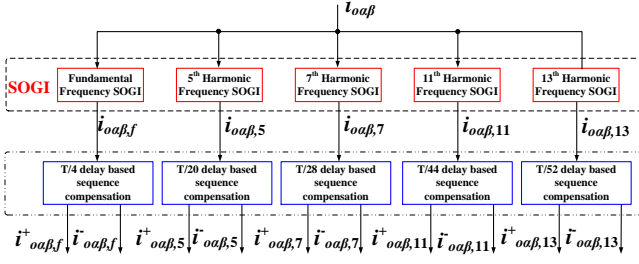 i_oαβ
SOGI
Fundamental
Frequency SOGI
5th Harmonic
Frequency SOGI
7th Harmonic
Frequency SOGI
11th Harmonic
Frequency SOGI
13th Harmonic
Frequency SOGI
i_oαβ,f
i_oαβ,5
i_oαβ,7
i_oαβ,11
i_oαβ,13
T/4 delay based
sequence
compensation
T/20 delay based
sequence
compensation
T/28 delay based
sequence
compensation
T/44 delay based
sequence
compensation
T/52 delay based
sequence
compensation
i^+_oαβ,f i^-_oαβ,f i^+_oαβ,5 i^-_oαβ,5 i^+_oαβ,7 i^-_oαβ,7 i^+_oαβ,11 i^-_oαβ,11 i^+_oαβ,13 i^-_oαβ,13